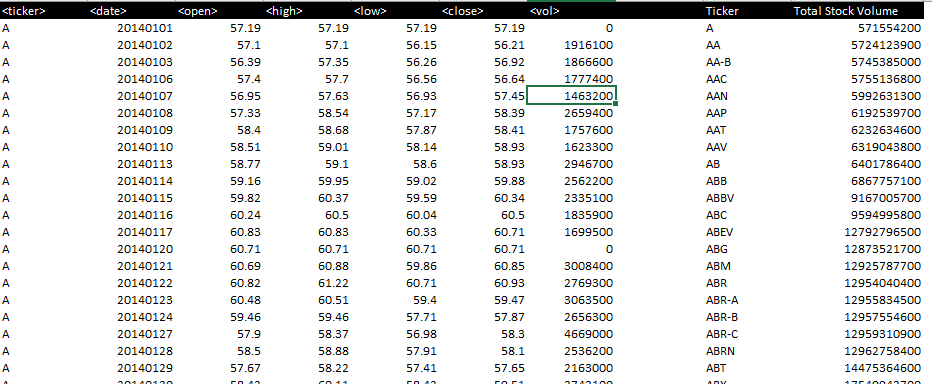 <ticker> <date> <open> <high> <low> <close> <vol> Ticker Total Stock Volume
A 20140101 57.19 57.19 57.19 57.19 0 A 571554200
A 20140102 57.1 57.1 56.15 56.21 1916100 AA 5724123900
A 20140103 56.39 57.35 56.26 56.92 1866600 AA-B 5745385000
A 20140106 57.4 57.7 56.56 56.64 1777400 AAC 5755136800
A 20140107 56.95 57.63 56.93 57.45 1463200 AAN 5992631300
A 20140108 57.33 58.54 57.17 58.39 2659400 AAP 6192539700
A 20140109 58.4 58.68 57.87 58.41 1757600 AAT 6232634600
A 20140110 58.51 59.01 58.14 58.93 1623300 AAV 6319043800
A 20140113 58.77 59.1 58.6 58.93 2946700 AB 6401786400
A 20140114 59.16 59.95 59.02 59.88 2562200 ABB 6867757100
A 20140115 59.82 60.37 59.59 60.34 2335100 ABBV 9167005700
A 20140116 60.24 60.5 60.04 60.5 1835900 ABC 9594995800
A 20140117 60.83 60.83 60.33 60.71 1699500 ABEV 12792796500
A 20140120 60.71 60.71 60.71 60.71 0 ABG 12873521700
A 20140121 60.69 60.88 59.86 60.85 3008400 ABM 12925787700
A 20140122 60.82 61.22 60.71 60.93 2769300 ABR 12954040400
A 20140123 60.48 60.51 59.4 59.47 3063500 ABR-A 12955834500
A 20140124 59.46 59.46 57.71 57.87 2656300 ABR-B 12957554600
A 20140127 57.9 58.37 56.98 58.3 4669000 ABR-C 12959310900
A 20140128 58.5 58.88 57.91 58.1 2536200 ABRN 12962758400
A 20140129 57.67 58.22 57.41 57.65 2163000 ABT 14475364600